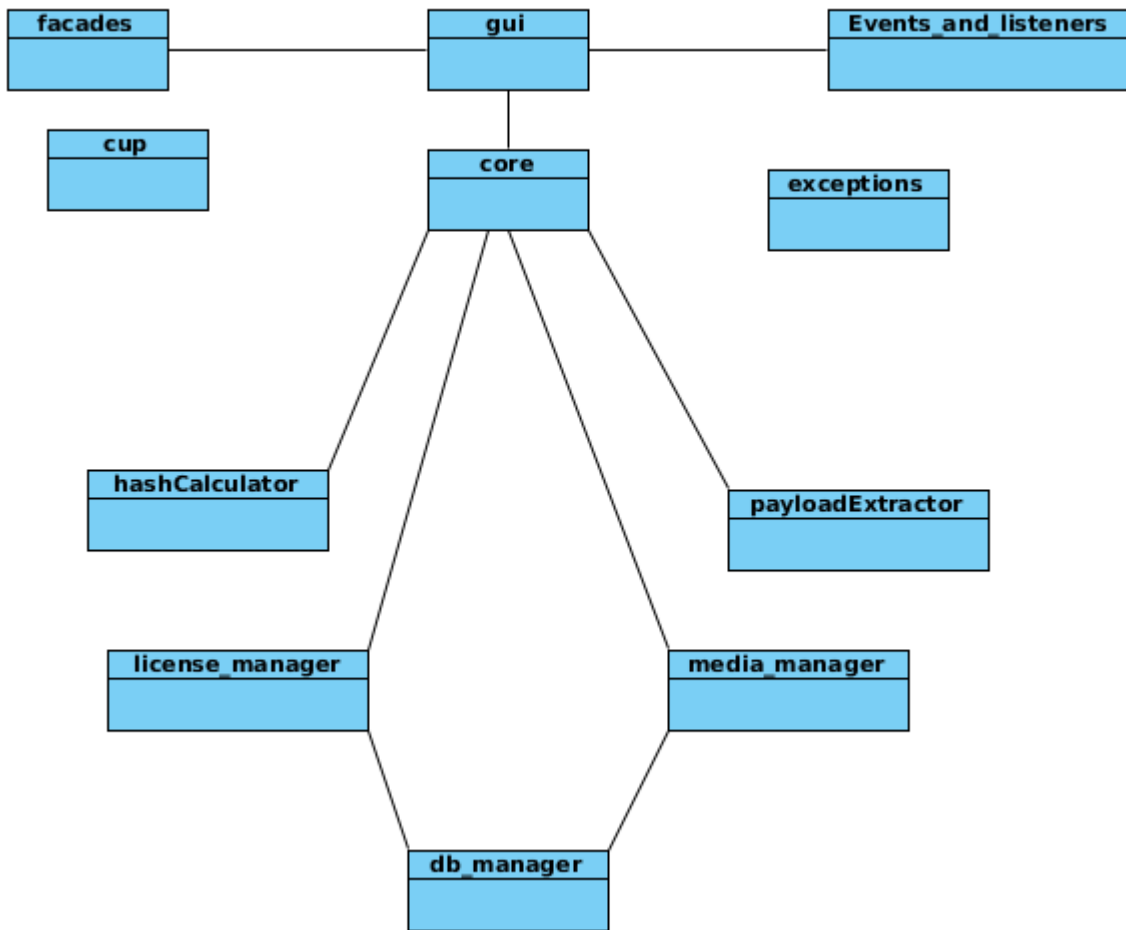 facades
gui
Events_and_listeners
cup
core
exceptions
hashCalculator
payloadExtractor
license_manager
media_manager
db_manager